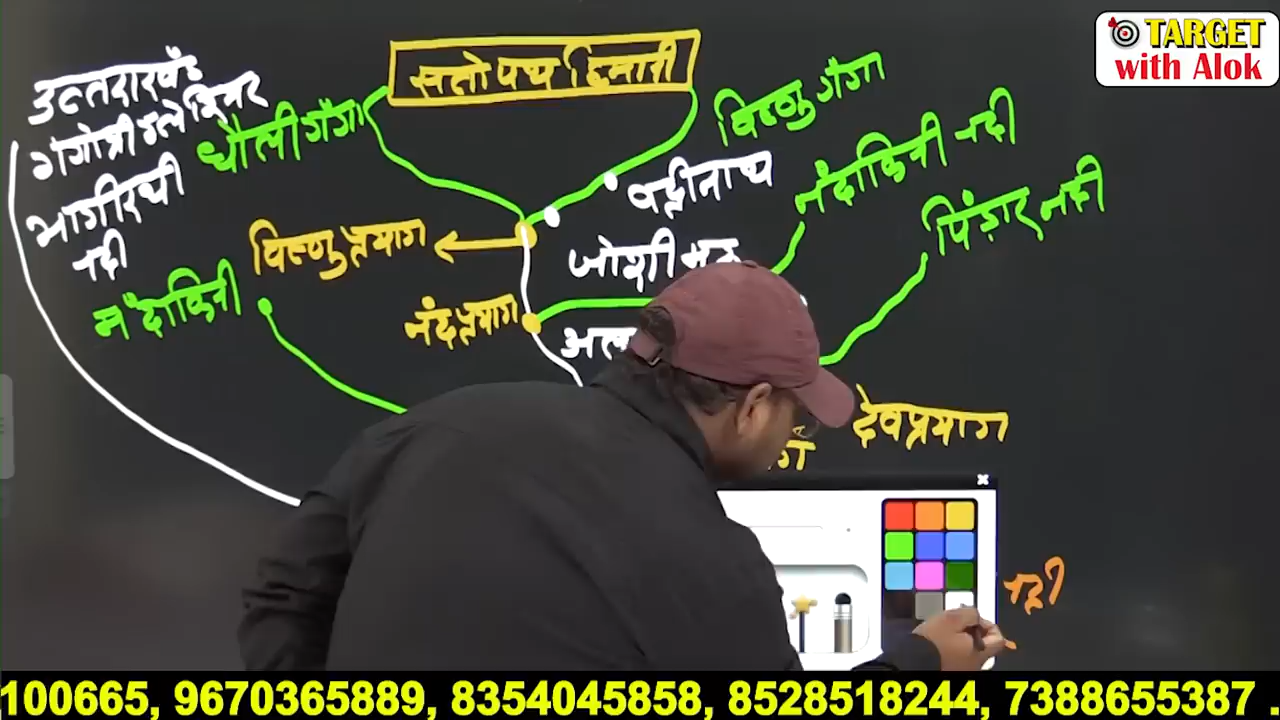 TARGET
with Alok
सतोपथ हिमानी
उत्तराखंड
गंगोत्री ग्लेशियर
भागीरथी
नदी
धौली गंगा
विष्णु गंगा
बद्रीनाथ
नंदाकिनी नदी
पिंडार नदी
विष्णु प्रयाग
जोशी मठ
मंदाकिनी
नंद प्रयाग
देवप्रयाग
नदी
100665, 9670365889, 8354045858, 8528518244, 7388655387 .